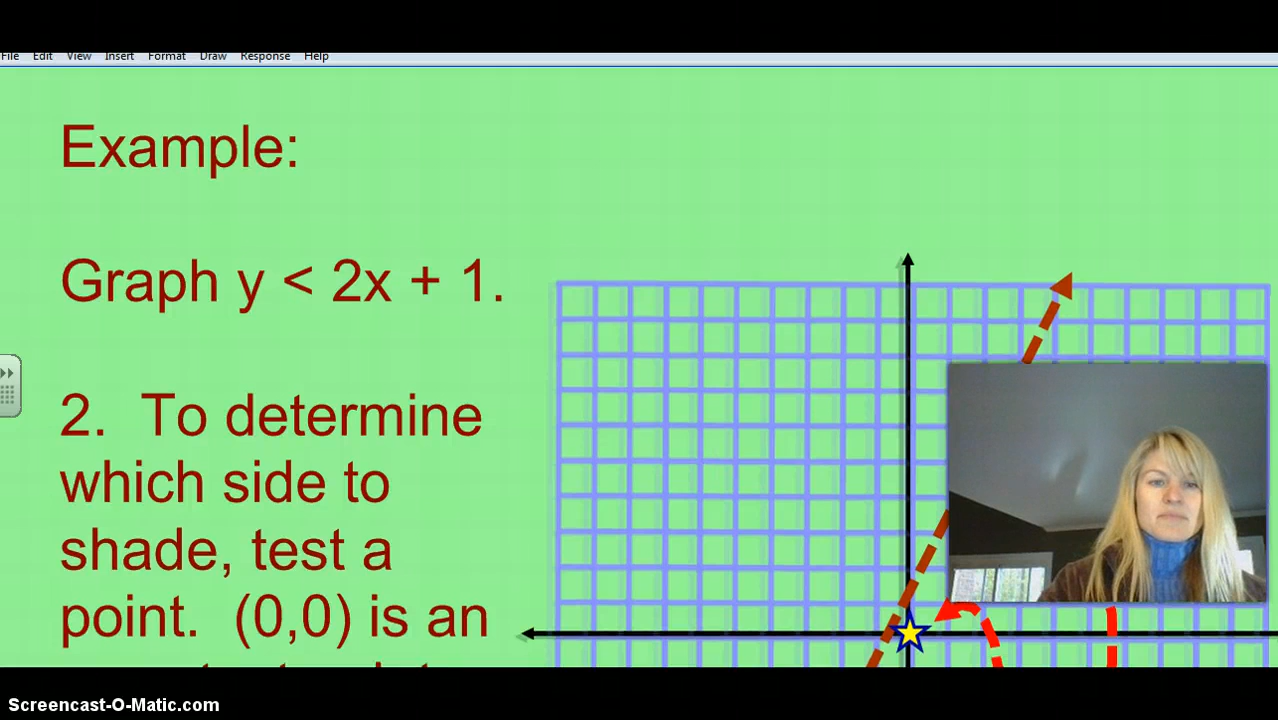 File Edit View Insert Format Draw Response Help
Example:
Graph y < 2x + 1.
2. To determine
which side to
shade, test a
point. (0,0) is an
Screencast-O-Matic.com